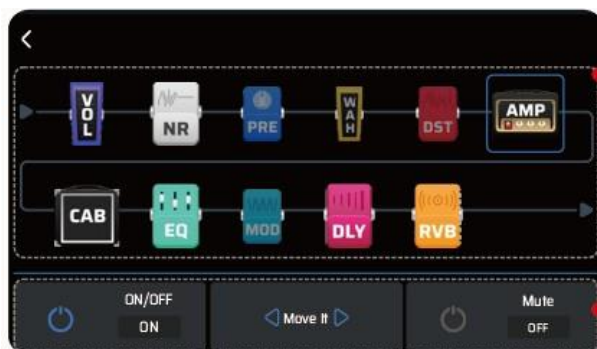 VOL NR PRE WAH DST AMP
CAB EQ MOD DLY RVB
ON/OFF
ON
Move It
Mute
OFF